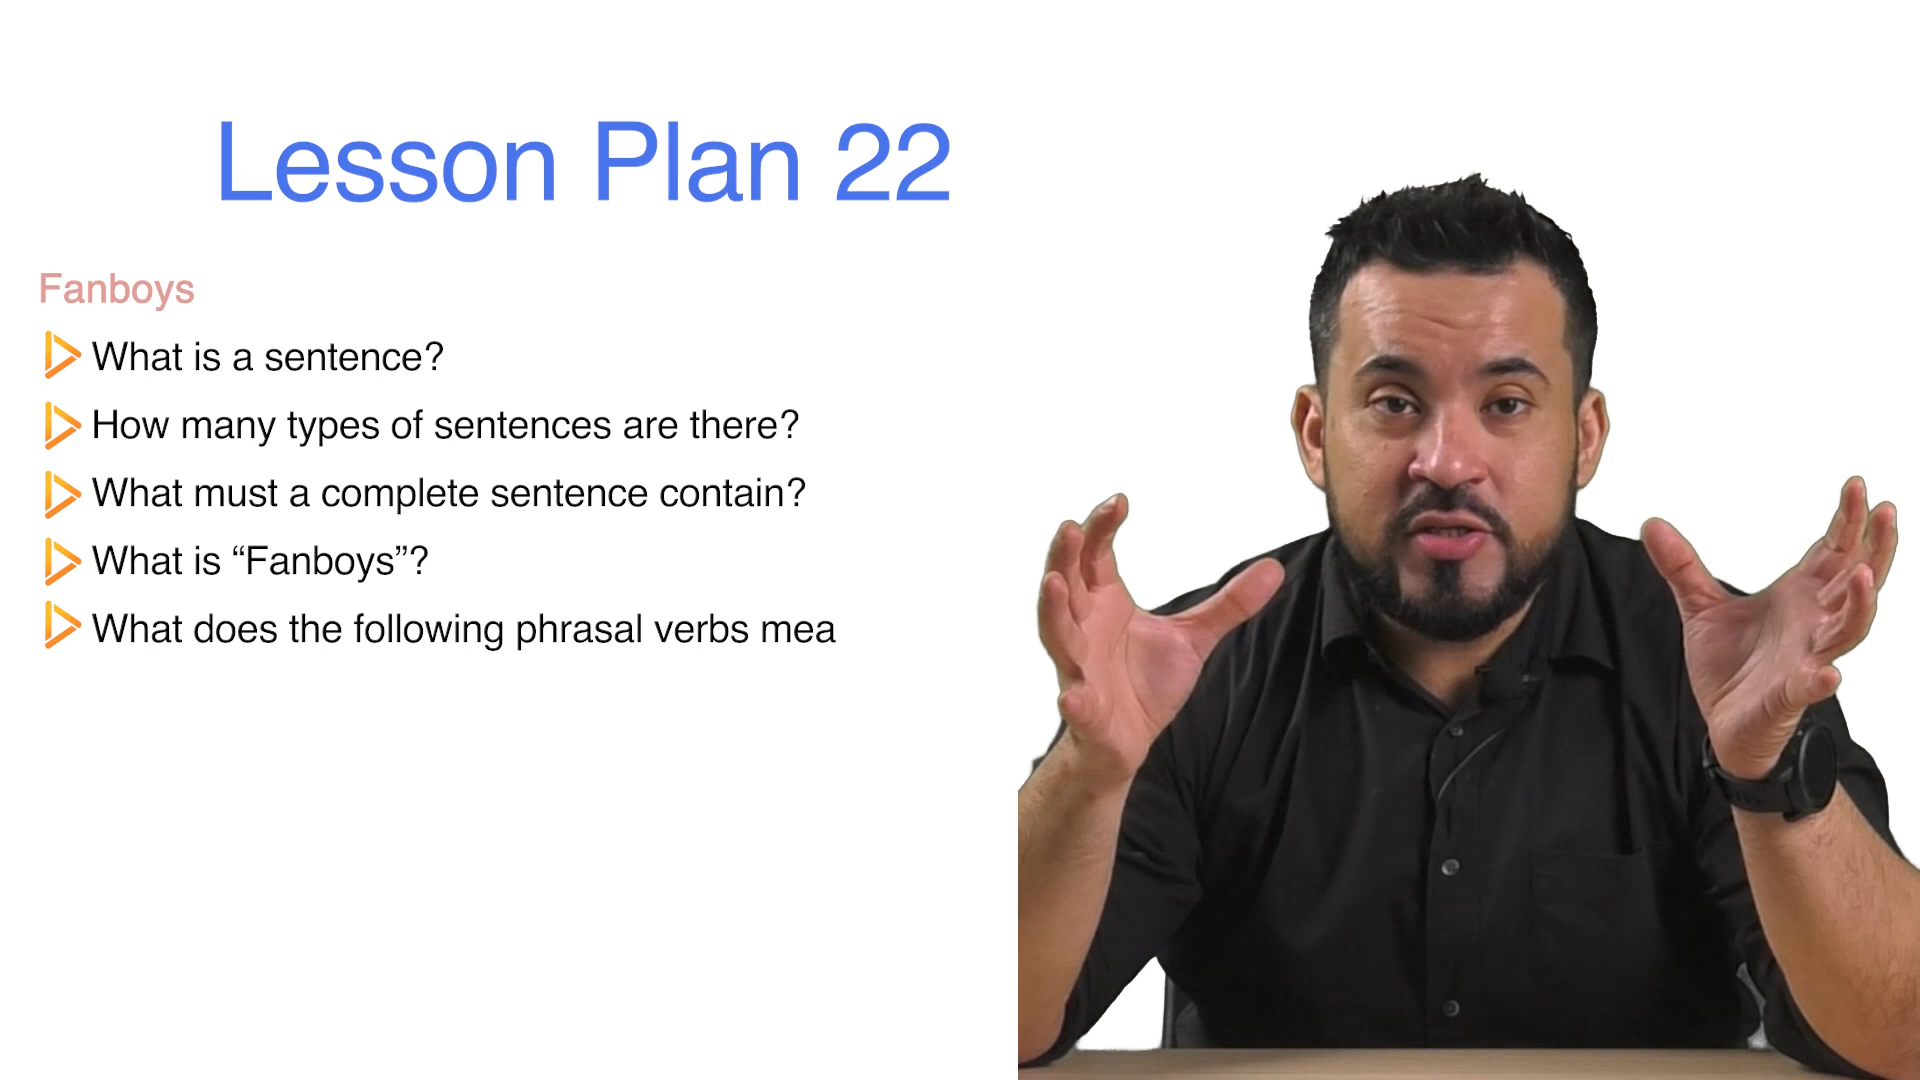 Lesson Plan 22
Fanboys
What is a sentence?
How many types of sentences are there?
What must a complete sentence contain?
What is “Fanboys”?
What does the following phrasal verbs mea